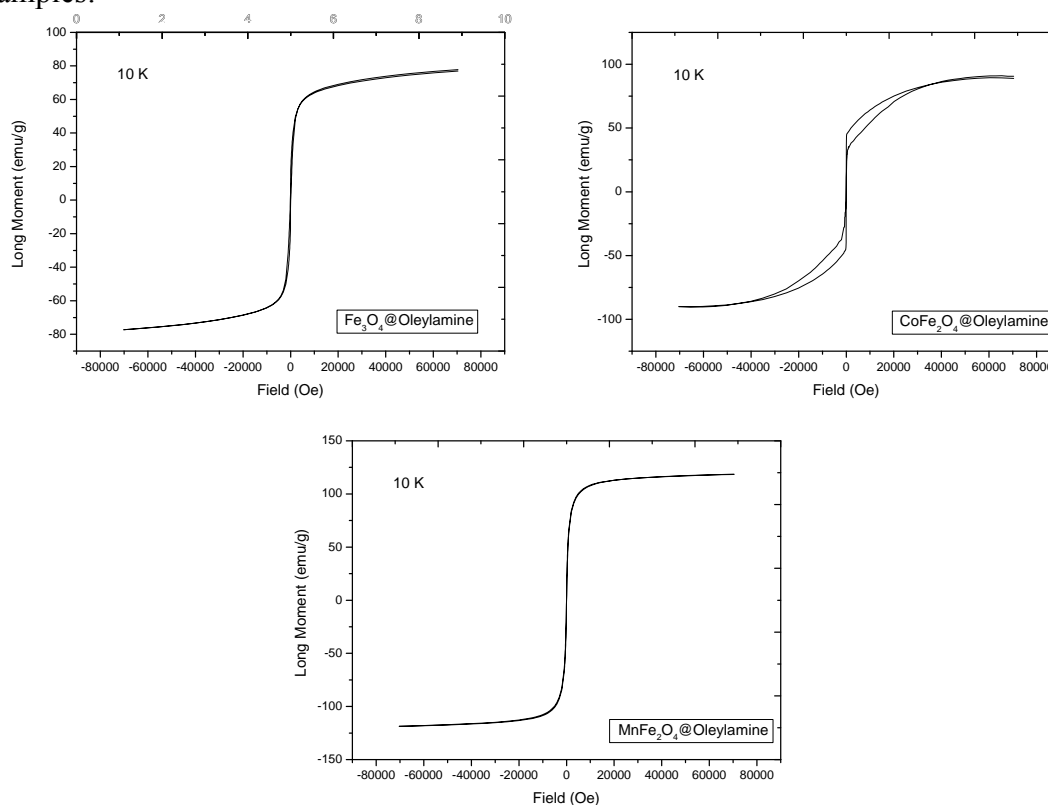 amples.
0 2 4 6 8 10
100
80
60
40
20
0
-20
-40
-60
-80
10 K
Long Moment (emu/g)
Fe3O4@Oleylamine
-80000 -60000 -40000 -20000 0 20000 40000 60000 80000
Field (Oe)
100
50
0
-50
-100
10 K
Long Moment (emu/g)
CoFe2O4@Oleylamine
-80000 -60000 -40000 -20000 0 20000 40000 60000 80000
Field (Oe)
150
100
50
0
-50
-100
-150
10 K
Long Moment (emu/g)
MnFe2O4@Oleylamine
-80000 -60000 -40000 -20000 0 20000 40000 60000 80000
Field (Oe)